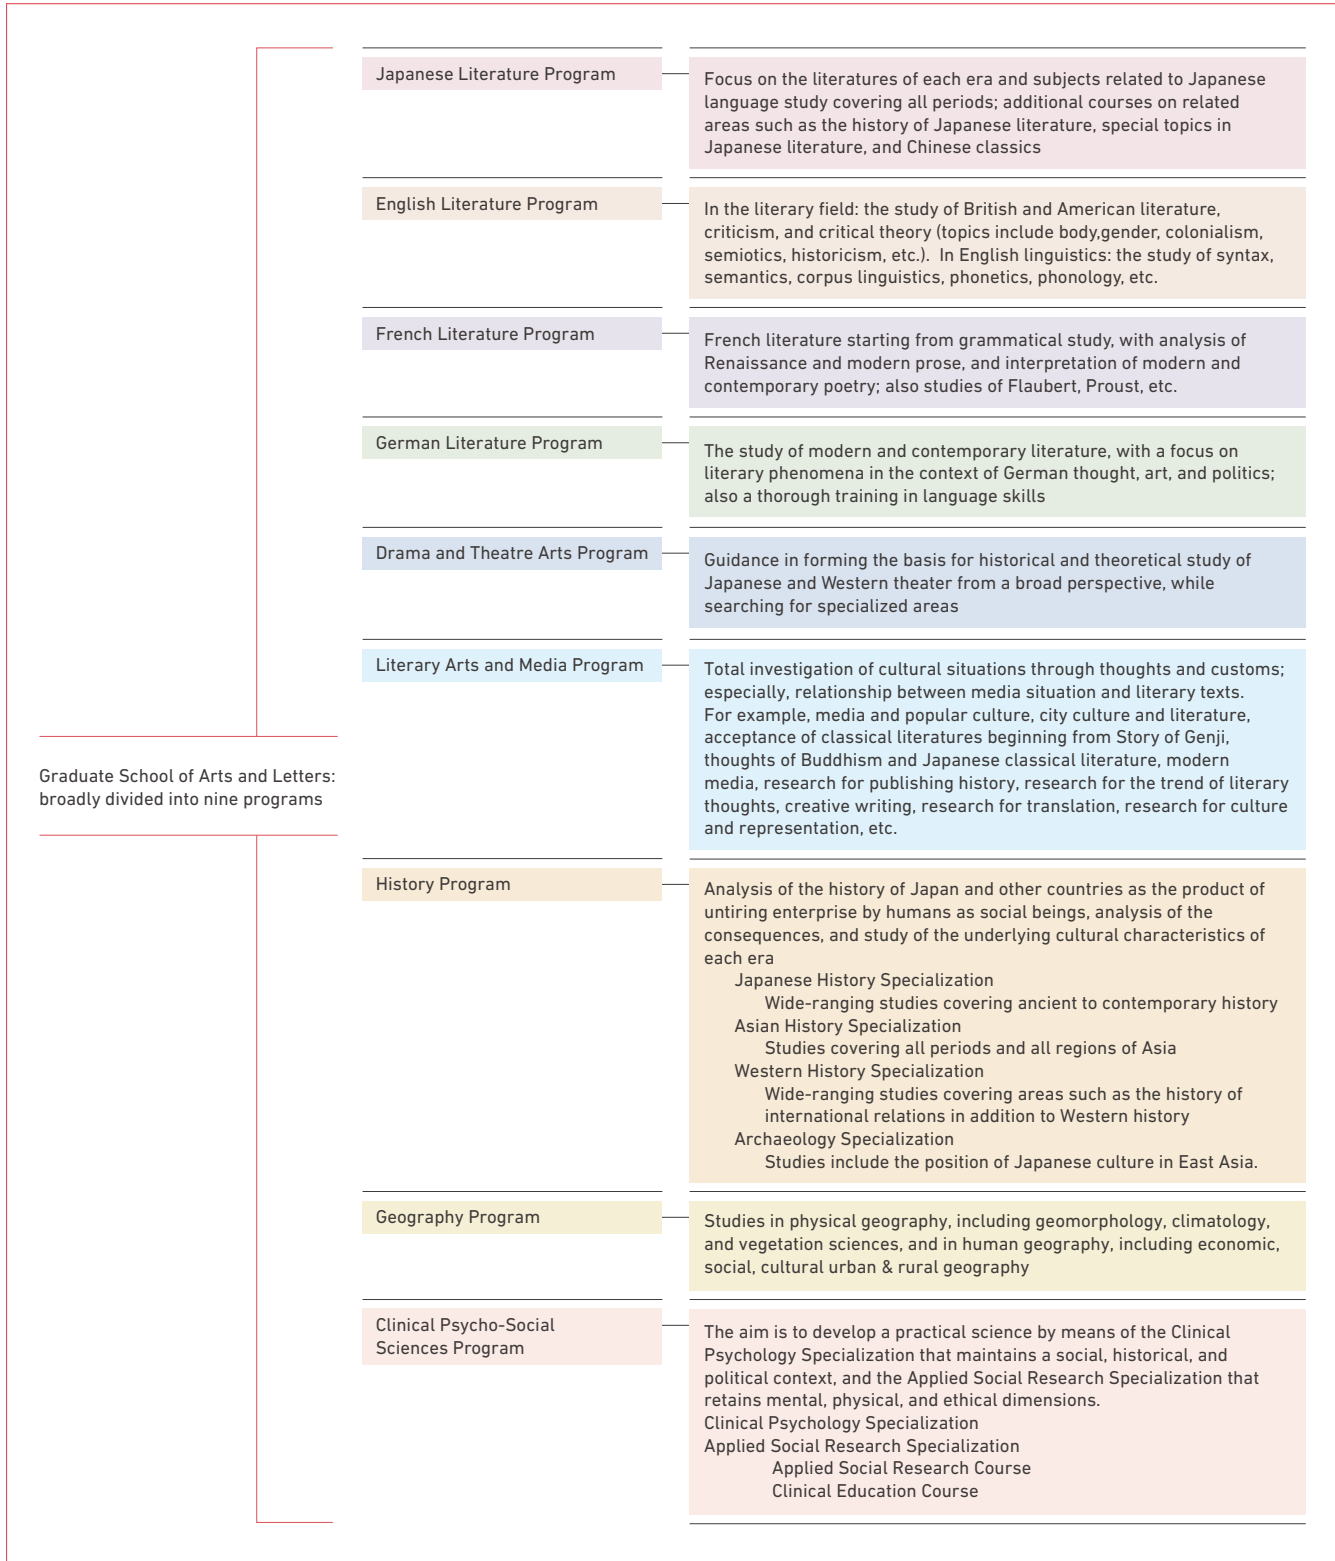 Graduate School of Arts and Letters:
broadly divided into nine programs
Japanese Literature Program
Focus on the literatures of each era and subjects related to Japanese
language study covering all periods; additional courses on related
areas such as the history of Japanese literature, special topics in
Japanese literature, and Chinese classics
English Literature Program
In the literary field: the study of British and American literature,
criticism, and critical theory (topics include body,gender, colonialism,
semiotics, historicism, etc.).  In English linguistics: the study of syntax,
semantics, corpus linguistics, phonetics, phonology, etc.
French Literature Program
French literature starting from grammatical study, with analysis of
Renaissance and modern prose, and interpretation of modern and
contemporary poetry; also studies of Flaubert, Proust, etc.
German Literature Program
The study of modern and contemporary literature, with a focus on
literary phenomena in the context of German thought, art, and politics;
also a thorough training in language skills
Drama and Theatre Arts Program
Guidance in forming the basis for historical and theoretical study of
Japanese and Western theater from a broad perspective, while
searching for specialized areas
Literary Arts and Media Program
Total investigation of cultural situations through thoughts and customs;
especially, relationship between media situation and literary texts.
For example, media and popular culture, city culture and literature,
acceptance of classical literatures beginning from Story of Genji,
thoughts of Buddhism and Japanese classical literature, modern
media, research for publishing history, research for the trend of literary
thoughts, creative writing, research for translation, research for culture
and representation, etc.
History Program
Analysis of the history of Japan and other countries as the product of
untiring enterprise by humans as social beings, analysis of the
consequences, and study of the underlying cultural characteristics of
each era
Japanese History Specialization
Wide-ranging studies covering ancient to contemporary history
Asian History Specialization
Studies covering all periods and all regions of Asia
Western History Specialization
Wide-ranging studies covering areas such as the history of
international relations in addition to Western history
Archaeology Specialization
Studies include the position of Japanese culture in East Asia.
Geography Program
Studies in physical geography, including geomorphology, climatology,
and vegetation sciences, and in human geography, including economic,
social, cultural urban & rural geography
Clinical Psycho-Social
Sciences Program
The aim is to develop a practical science by means of the Clinical
Psychology Specialization that maintains a social, historical, and
political context, and the Applied Social Research Specialization that
retains mental, physical, and ethical dimensions.
Clinical Psychology Specialization
Applied Social Research Specialization
Applied Social Research Course
Clinical Education Course